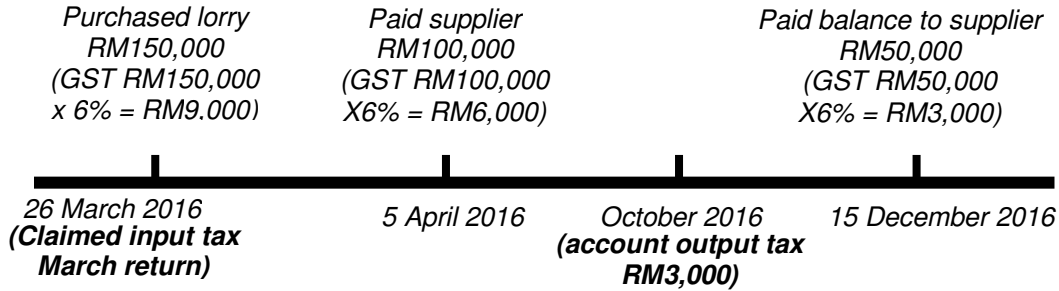 Purchased lorry
RM150,000
(GST RM150,000
x 6% = RM9.000)
Paid supplier
RM100,000
(GST RM100,000
X6% = RM6,000)
Paid balance to supplier
RM50,000
(GST RM50,000
X6% = RM3,000)
26 March 2016
(Claimed input tax
March return)
5 April 2016
October 2016
(account output tax
RM3,000)
15 December 2016